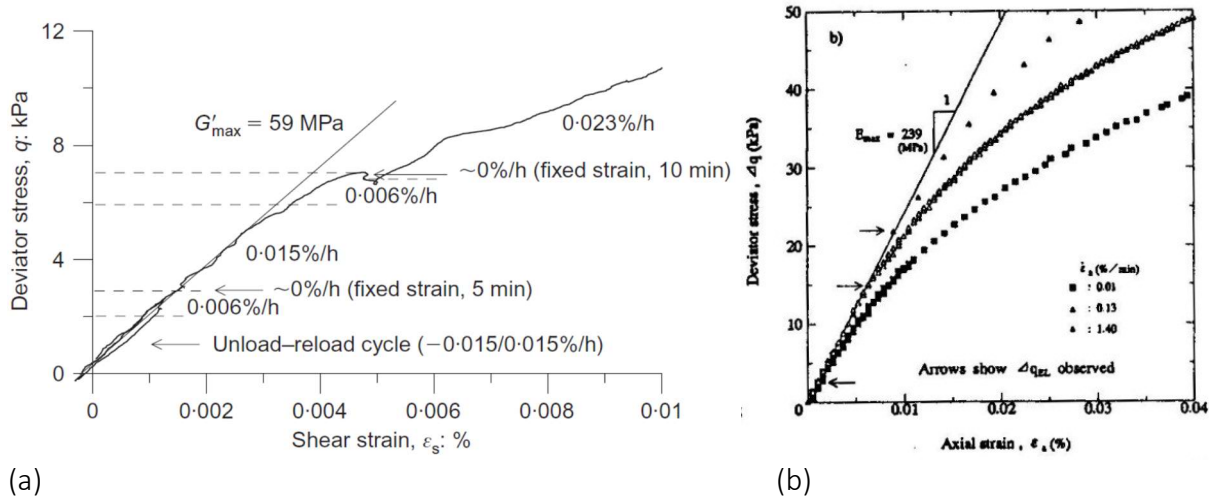 12
8
4
0
Deviator stress, q: kPa
G′max = 59 MPa
0·023%/h
~0%/h (fixed strain, 10 min)
0·006%/h
0·015%/h
~0%/h (fixed strain, 5 min)
0·006%/h
Unload–reload cycle (−0·015/0·015%/h)
0 0·002 0·004 0·006 0·008 0·01
Shear strain, εs: %
(a)
50
40
30
20
10
0
Deviator stress, Δq (kPa)
b)
1
Emax = 239
(MPa)
ε̇a (%/min)
■ : 0.01
▲ : 0.13
▲ : 1.40
Arrows show ΔqEL observed
0 0.01 0.02 0.03 0.04
Axial strain, εa (%)
(b)